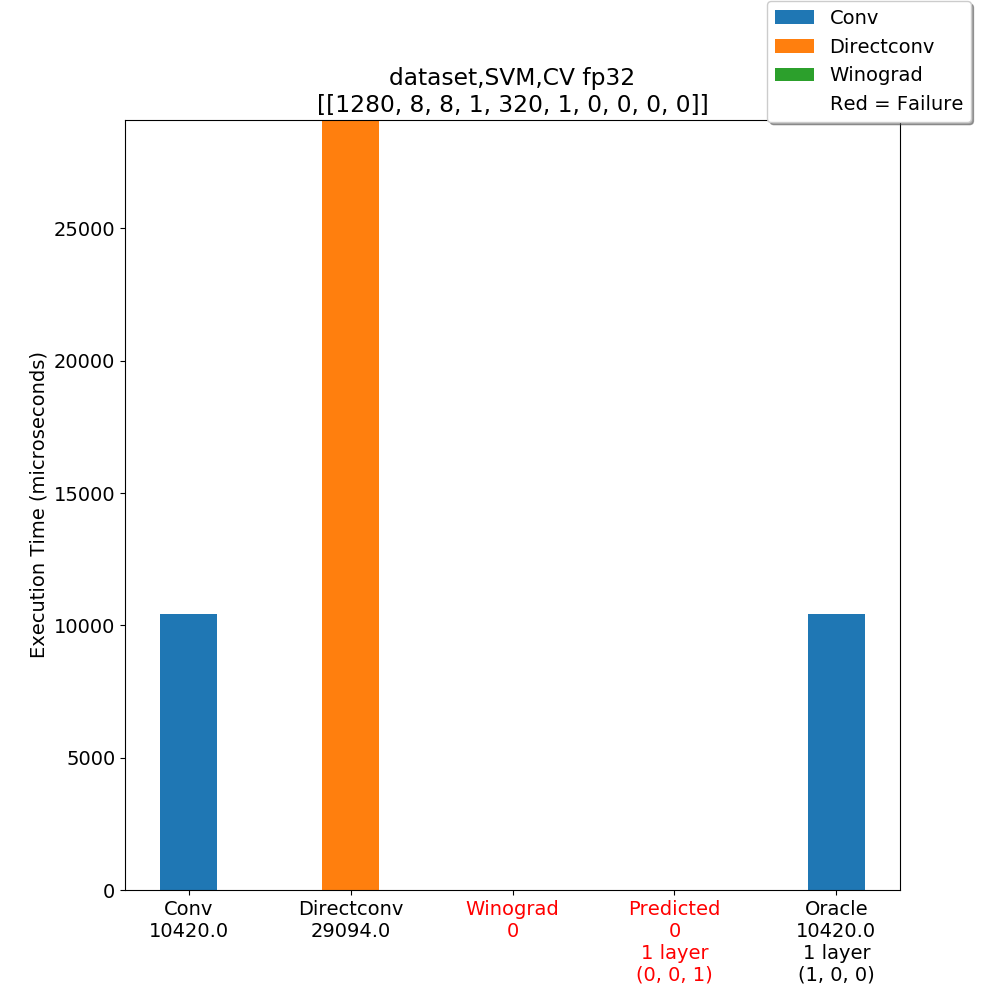 Conv
Directconv
Winograd
Red = Failure
dataset,SVM,CV fp32
[[1280, 8, 8, 1, 320, 1, 0, 0, 0, 0]]
Execution Time (microseconds)
25000
20000
15000
10000
5000
0
Conv
10420.0
Directconv
29094.0
Winograd
0
Predicted
0
1 layer
(0, 0, 1)
Oracle
10420.0
1 layer
(1, 0, 0)